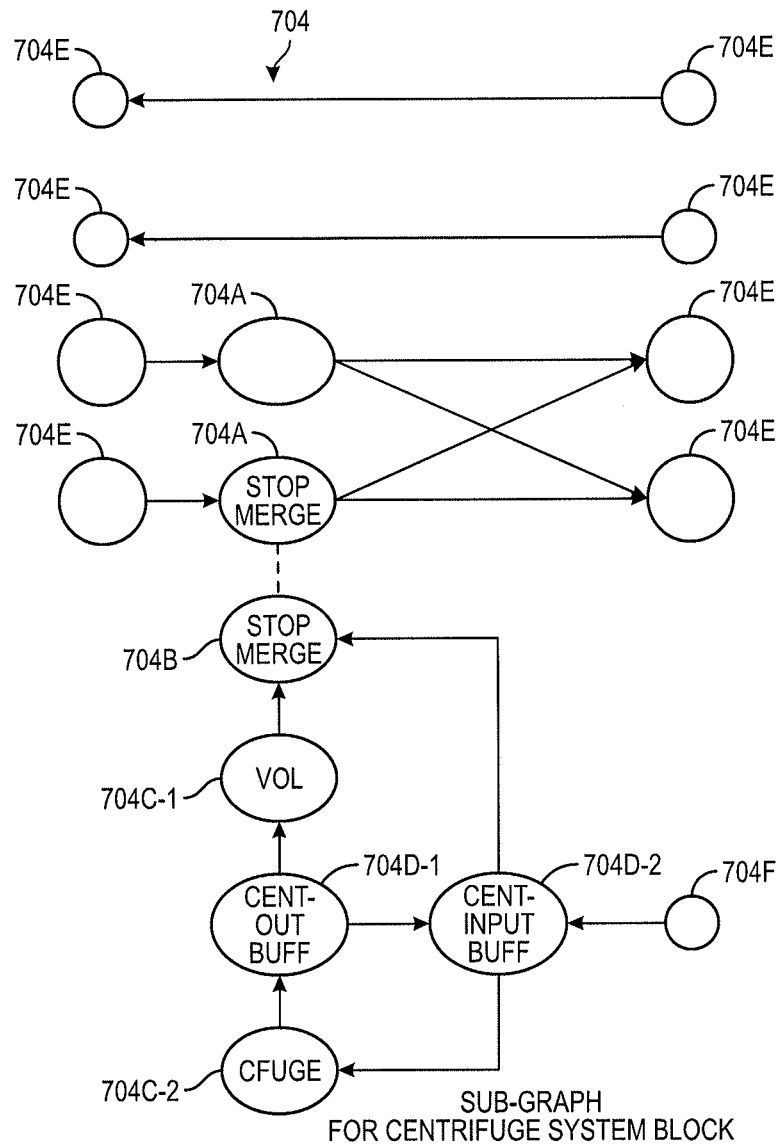 704
704E
704E
704E
704E
704E
704A
704E
704E
704A
704E
STOP
MERGE
STOP
MERGE
704B
VOL
704C-1
704D-1
704D-2
704F
CENT-
OUT
BUFF
CENT-
INPUT
BUFF
CFUGE
704C-2
SUB-GRAPH
FOR CENTRIFUGE SYSTEM BLOCK